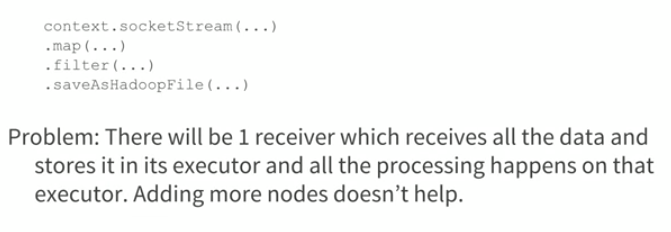 context.socketStream(...)
.map(...)
.filter(...)
.saveAsHadoopFile(...)
Problem: There will be 1 receiver which receives all the data and
stores it in its executor and all the processing happens on that
executor. Adding more nodes doesn’t help.